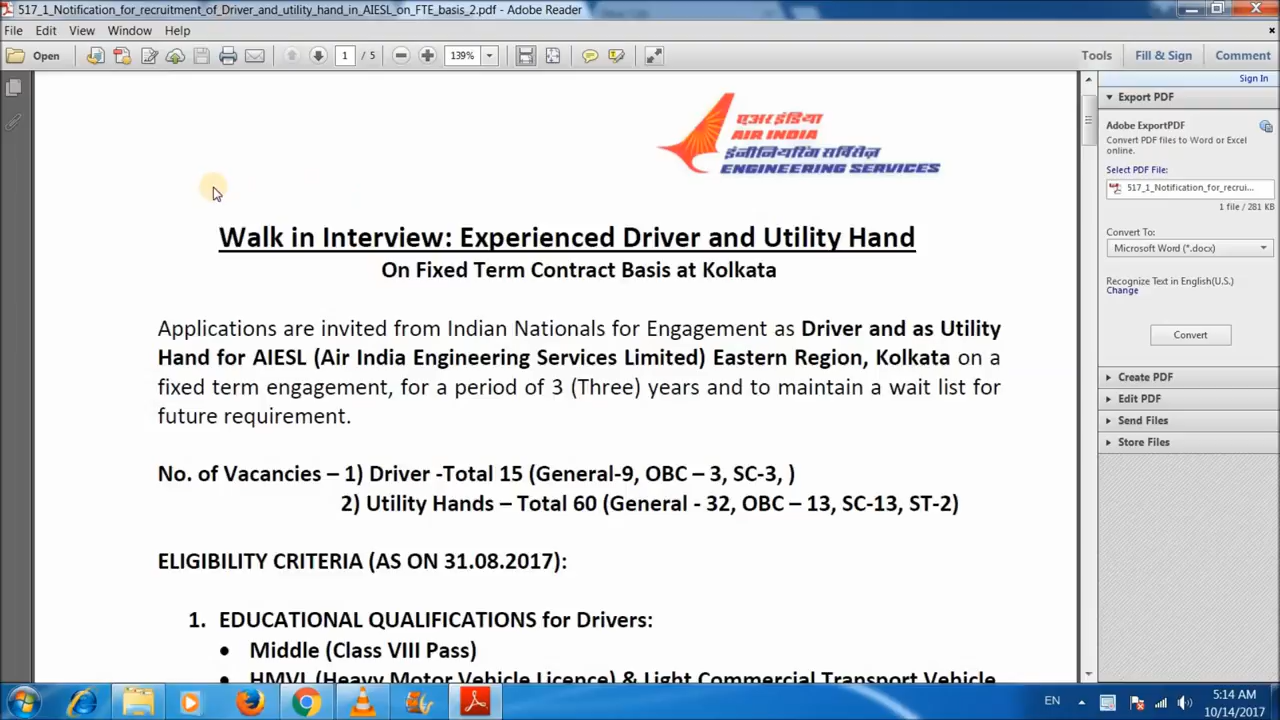 517_1_Notification_for_recruitment_of_Driver_and_utility_hand_in_AIESL_on_FTE_basis_2.pdf - Adobe Reader
File Edit View Window Help
Open 1 / 5 139% Tools Fill & Sign Comment
Sign In
एअर इंडिया
AIR INDIA
इंजीनियरिंग सर्विसेज़
ENGINEERING SERVICES
Walk in Interview: Experienced Driver and Utility Hand
On Fixed Term Contract Basis at Kolkata
Applications are invited from Indian Nationals for Engagement as Driver and as Utility
Hand for AIESL (Air India Engineering Services Limited) Eastern Region, Kolkata on a
fixed term engagement, for a period of 3 (Three) years and to maintain a wait list for
future requirement.
No. of Vacancies – 1) Driver -Total 15 (General-9, OBC – 3, SC-3, )
2) Utility Hands – Total 60 (General - 32, OBC – 13, SC-13, ST-2)
ELIGIBILITY CRITERIA (AS ON 31.08.2017):
1. EDUCATIONAL QUALIFICATIONS for Drivers:
• Middle (Class VIII Pass)
• HMVL (Heavy Motor Vehicle Licence) & Light Commercial Transport Vehicle
Export PDF
Adobe ExportPDF
Convert PDF files to Word or Excel
online.
Select PDF File:
517_1_Notification_for_recrui...
1 file / 281 KB
Convert To:
Microsoft Word (*.docx)
Recognize Text in English(U.S.)
Change
Convert
Create PDF
Edit PDF
Send Files
Store Files
EN
5:14 AM
10/14/2017